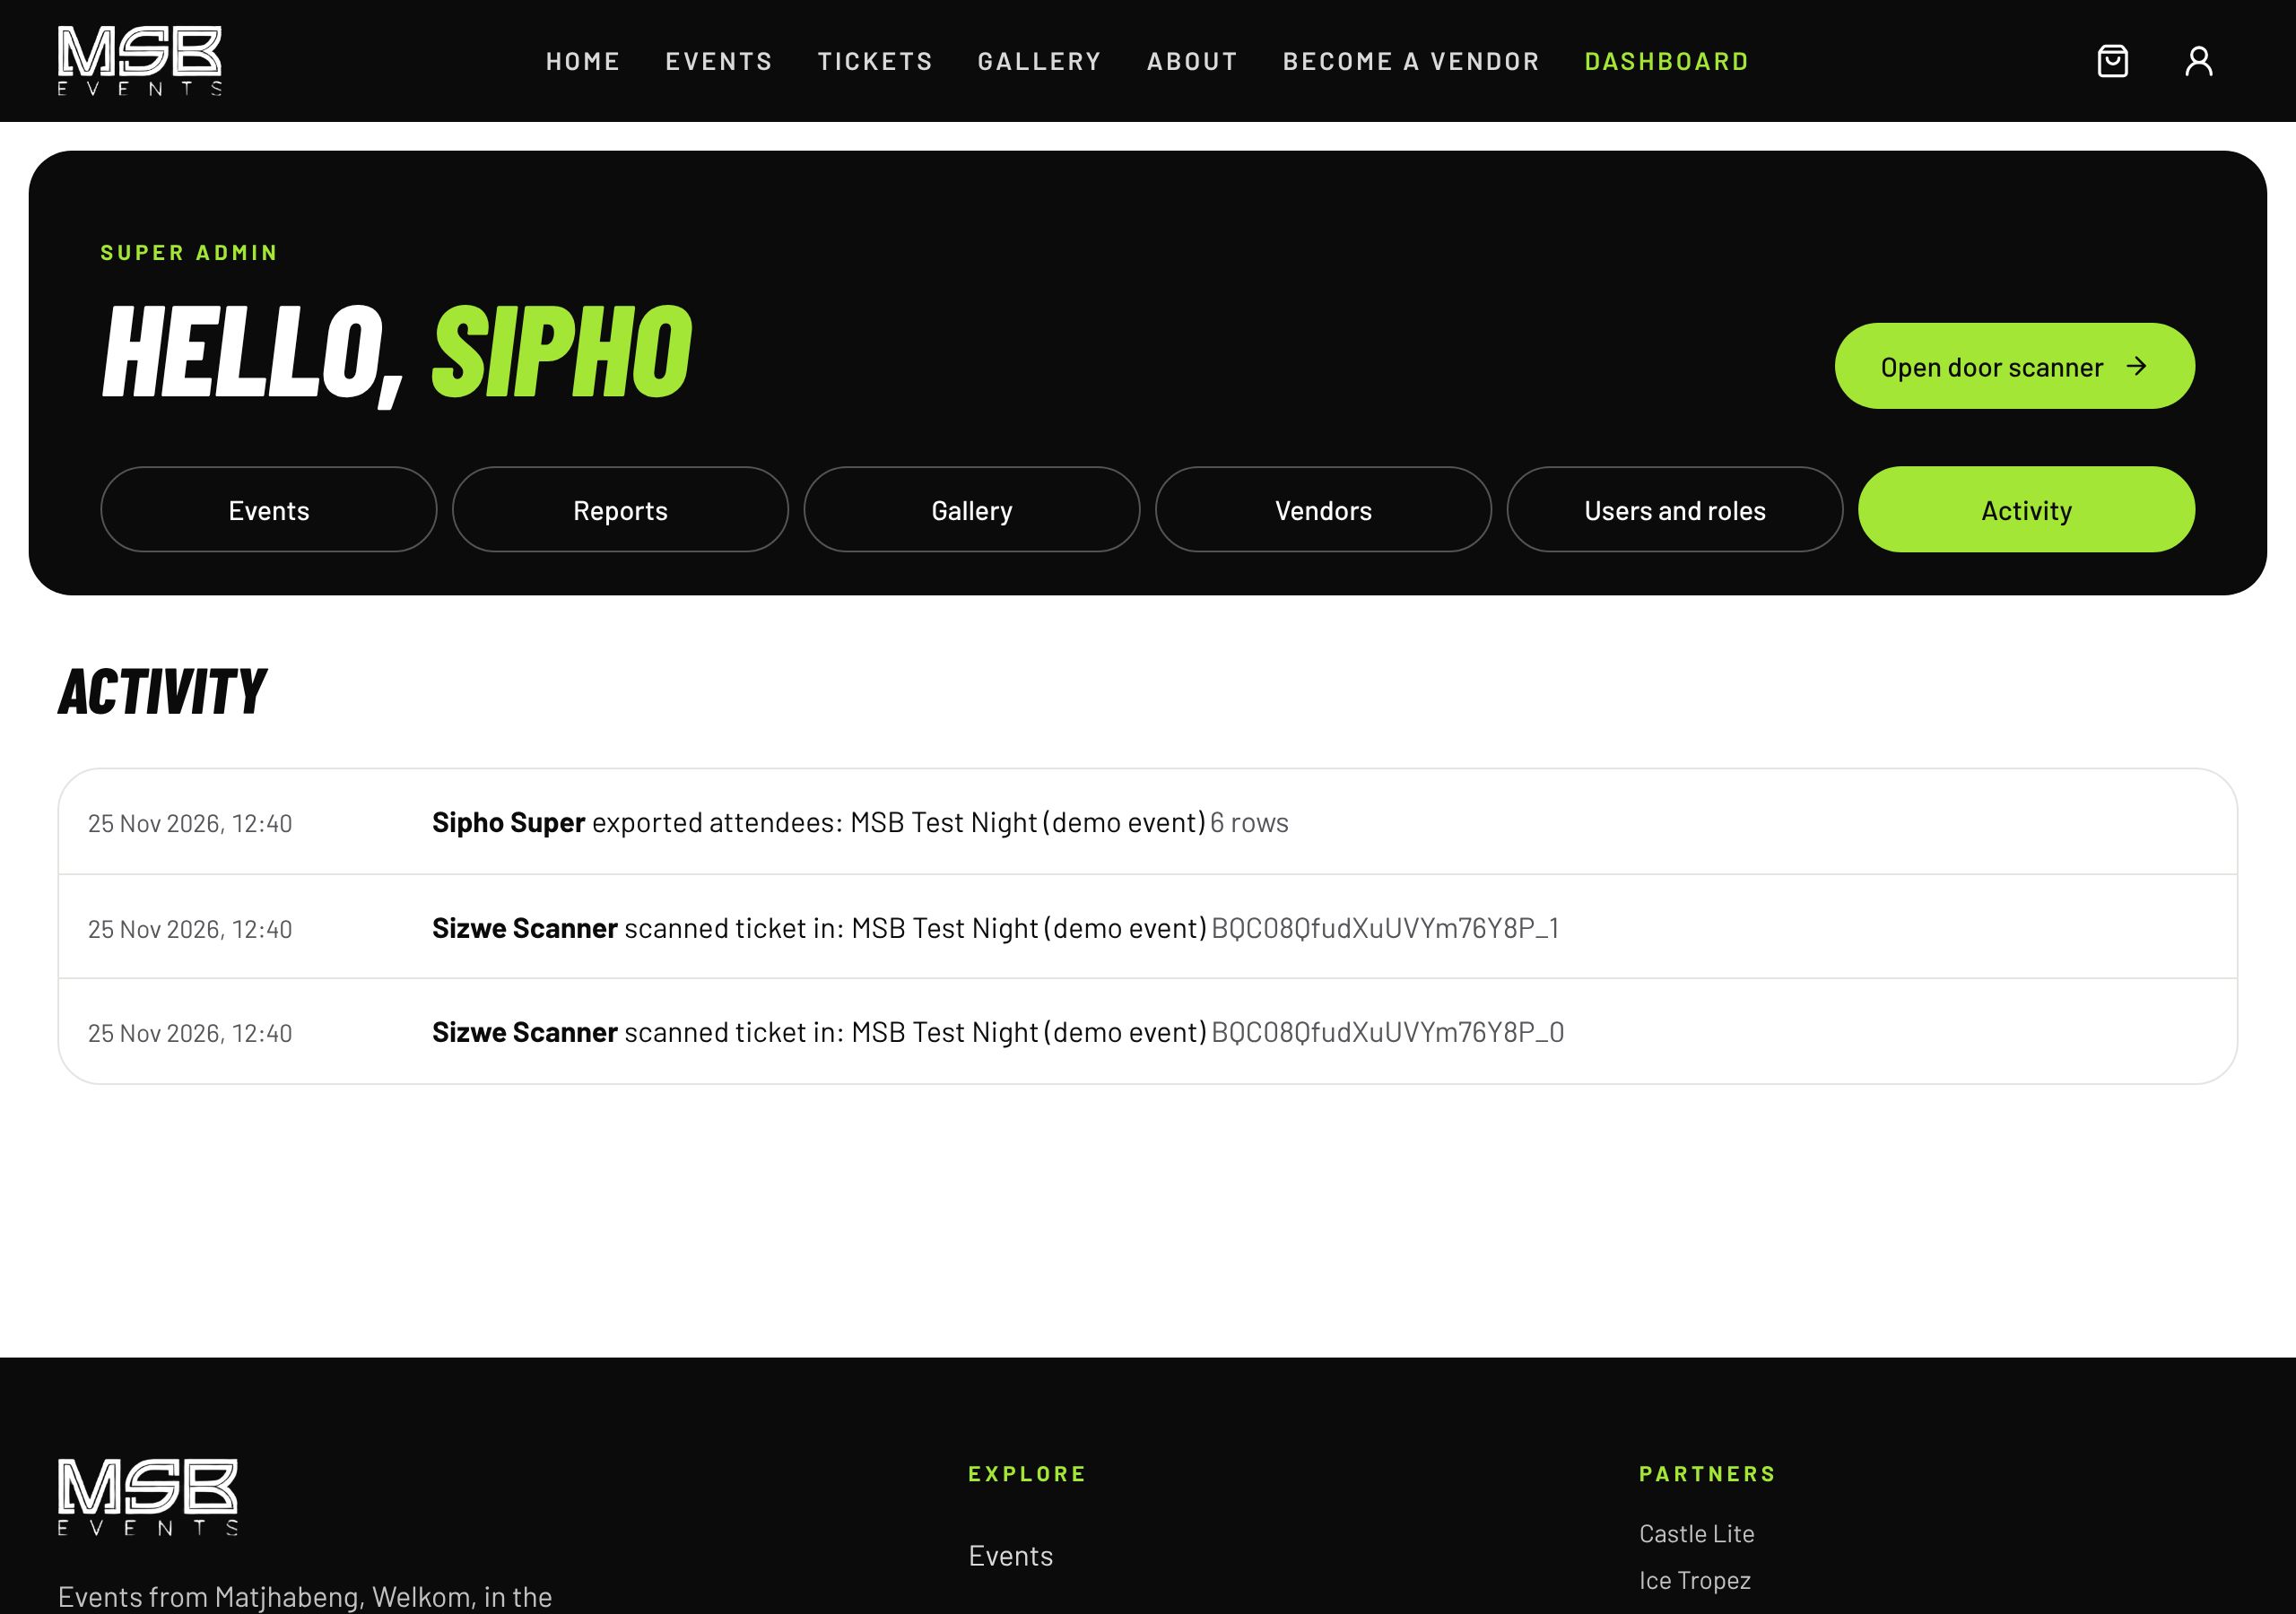 MSB
EVENTS
HOME EVENTS TICKETS GALLERY ABOUT BECOME A VENDOR DASHBOARD
SUPER ADMIN
HELLO, SIPHO
Open door scanner →
Events Reports Gallery Vendors Users and roles Activity
ACTIVITY
25 Nov 2026, 12:40 Sipho Super exported attendees: MSB Test Night (demo event) 6 rows
25 Nov 2026, 12:40 Sizwe Scanner scanned ticket in: MSB Test Night (demo event) BQC08QfudXuUVYm76Y8P_1
25 Nov 2026, 12:40 Sizwe Scanner scanned ticket in: MSB Test Night (demo event) BQC08QfudXuUVYm76Y8P_0
MSB
EVENTS
EXPLORE
PARTNERS
Castle Lite
Events
Ice Tropez
Events from Matjhabeng, Welkom, in the